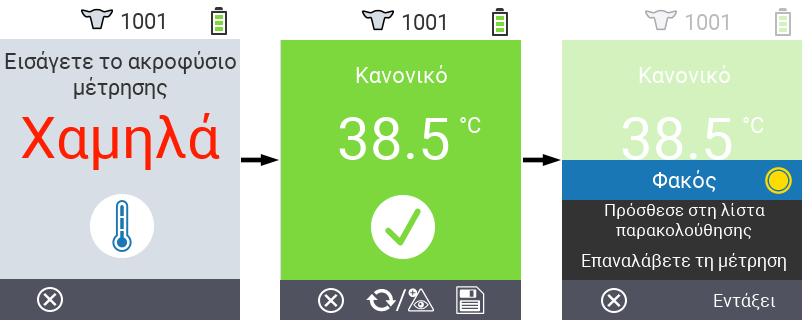 1001
Εισάγετε το ακροφύσιο
μέτρησης
Χαμηλά
1001
Κανονικό
38.5 °C
1001
Κανονικό
38.5 °C
Φακός
Πρόσθεσε στη λίστα
παρακολούθησης
Επαναλάβετε τη μέτρηση
Εντάξει